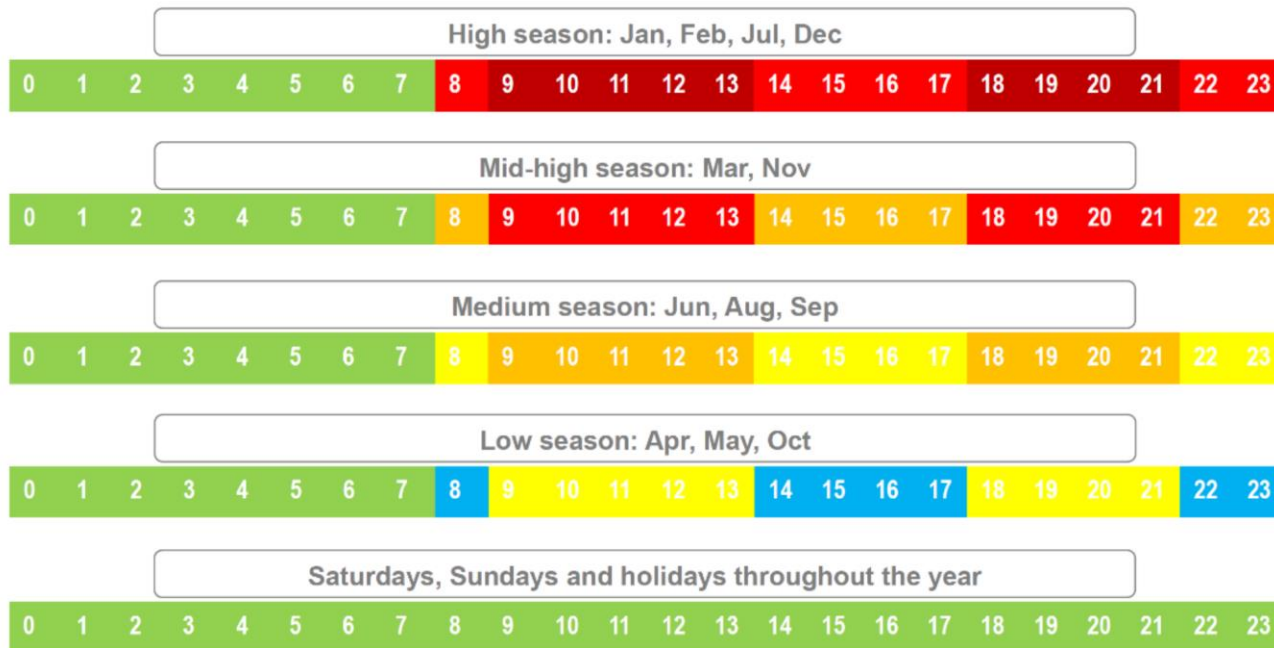 High season: Jan, Feb, Jul, Dec
0 1 2 3 4 5 6 7 8 9 10 11 12 13 14 15 16 17 18 19 20 21 22 23
Mid-high season: Mar, Nov
0 1 2 3 4 5 6 7 8 9 10 11 12 13 14 15 16 17 18 19 20 21 22 23
Medium season: Jun, Aug, Sep
0 1 2 3 4 5 6 7 8 9 10 11 12 13 14 15 16 17 18 19 20 21 22 23
Low season: Apr, May, Oct
0 1 2 3 4 5 6 7 8 9 10 11 12 13 14 15 16 17 18 19 20 21 22 23
Saturdays, Sundays and holidays throughout the year
0 1 2 3 4 5 6 7 8 9 10 11 12 13 14 15 16 17 18 19 20 21 22 23